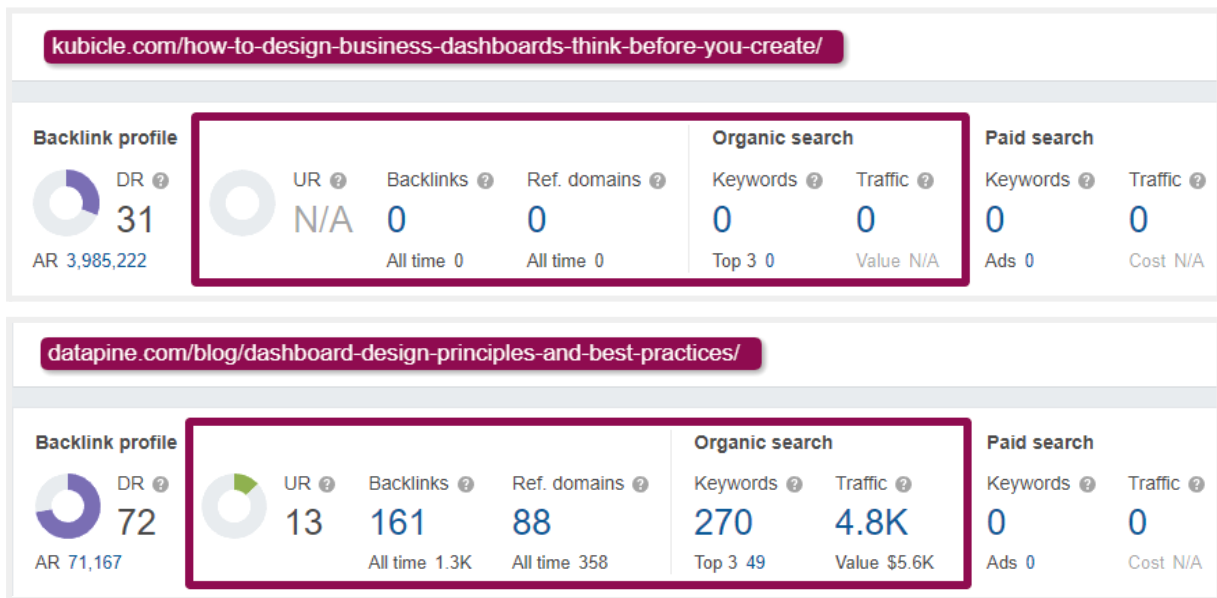 kubicle.com/how-to-design-business-dashboards-think-before-you-create/
Backlink profile Organic search Paid search
DR UR Backlinks Ref. domains Keywords Traffic Keywords Traffic
31 N/A 0 0 0 0 0 0
AR 3,985,222 All time 0 All time 0 Top 3 0 Value N/A Ads 0 Cost N/A
datapine.com/blog/dashboard-design-principles-and-best-practices/
Backlink profile Organic search Paid search
DR UR Backlinks Ref. domains Keywords Traffic Keywords Traffic
72 13 161 88 270 4.8K 0 0
AR 71,167 All time 1.3K All time 358 Top 3 49 Value $5.6K Ads 0 Cost N/A